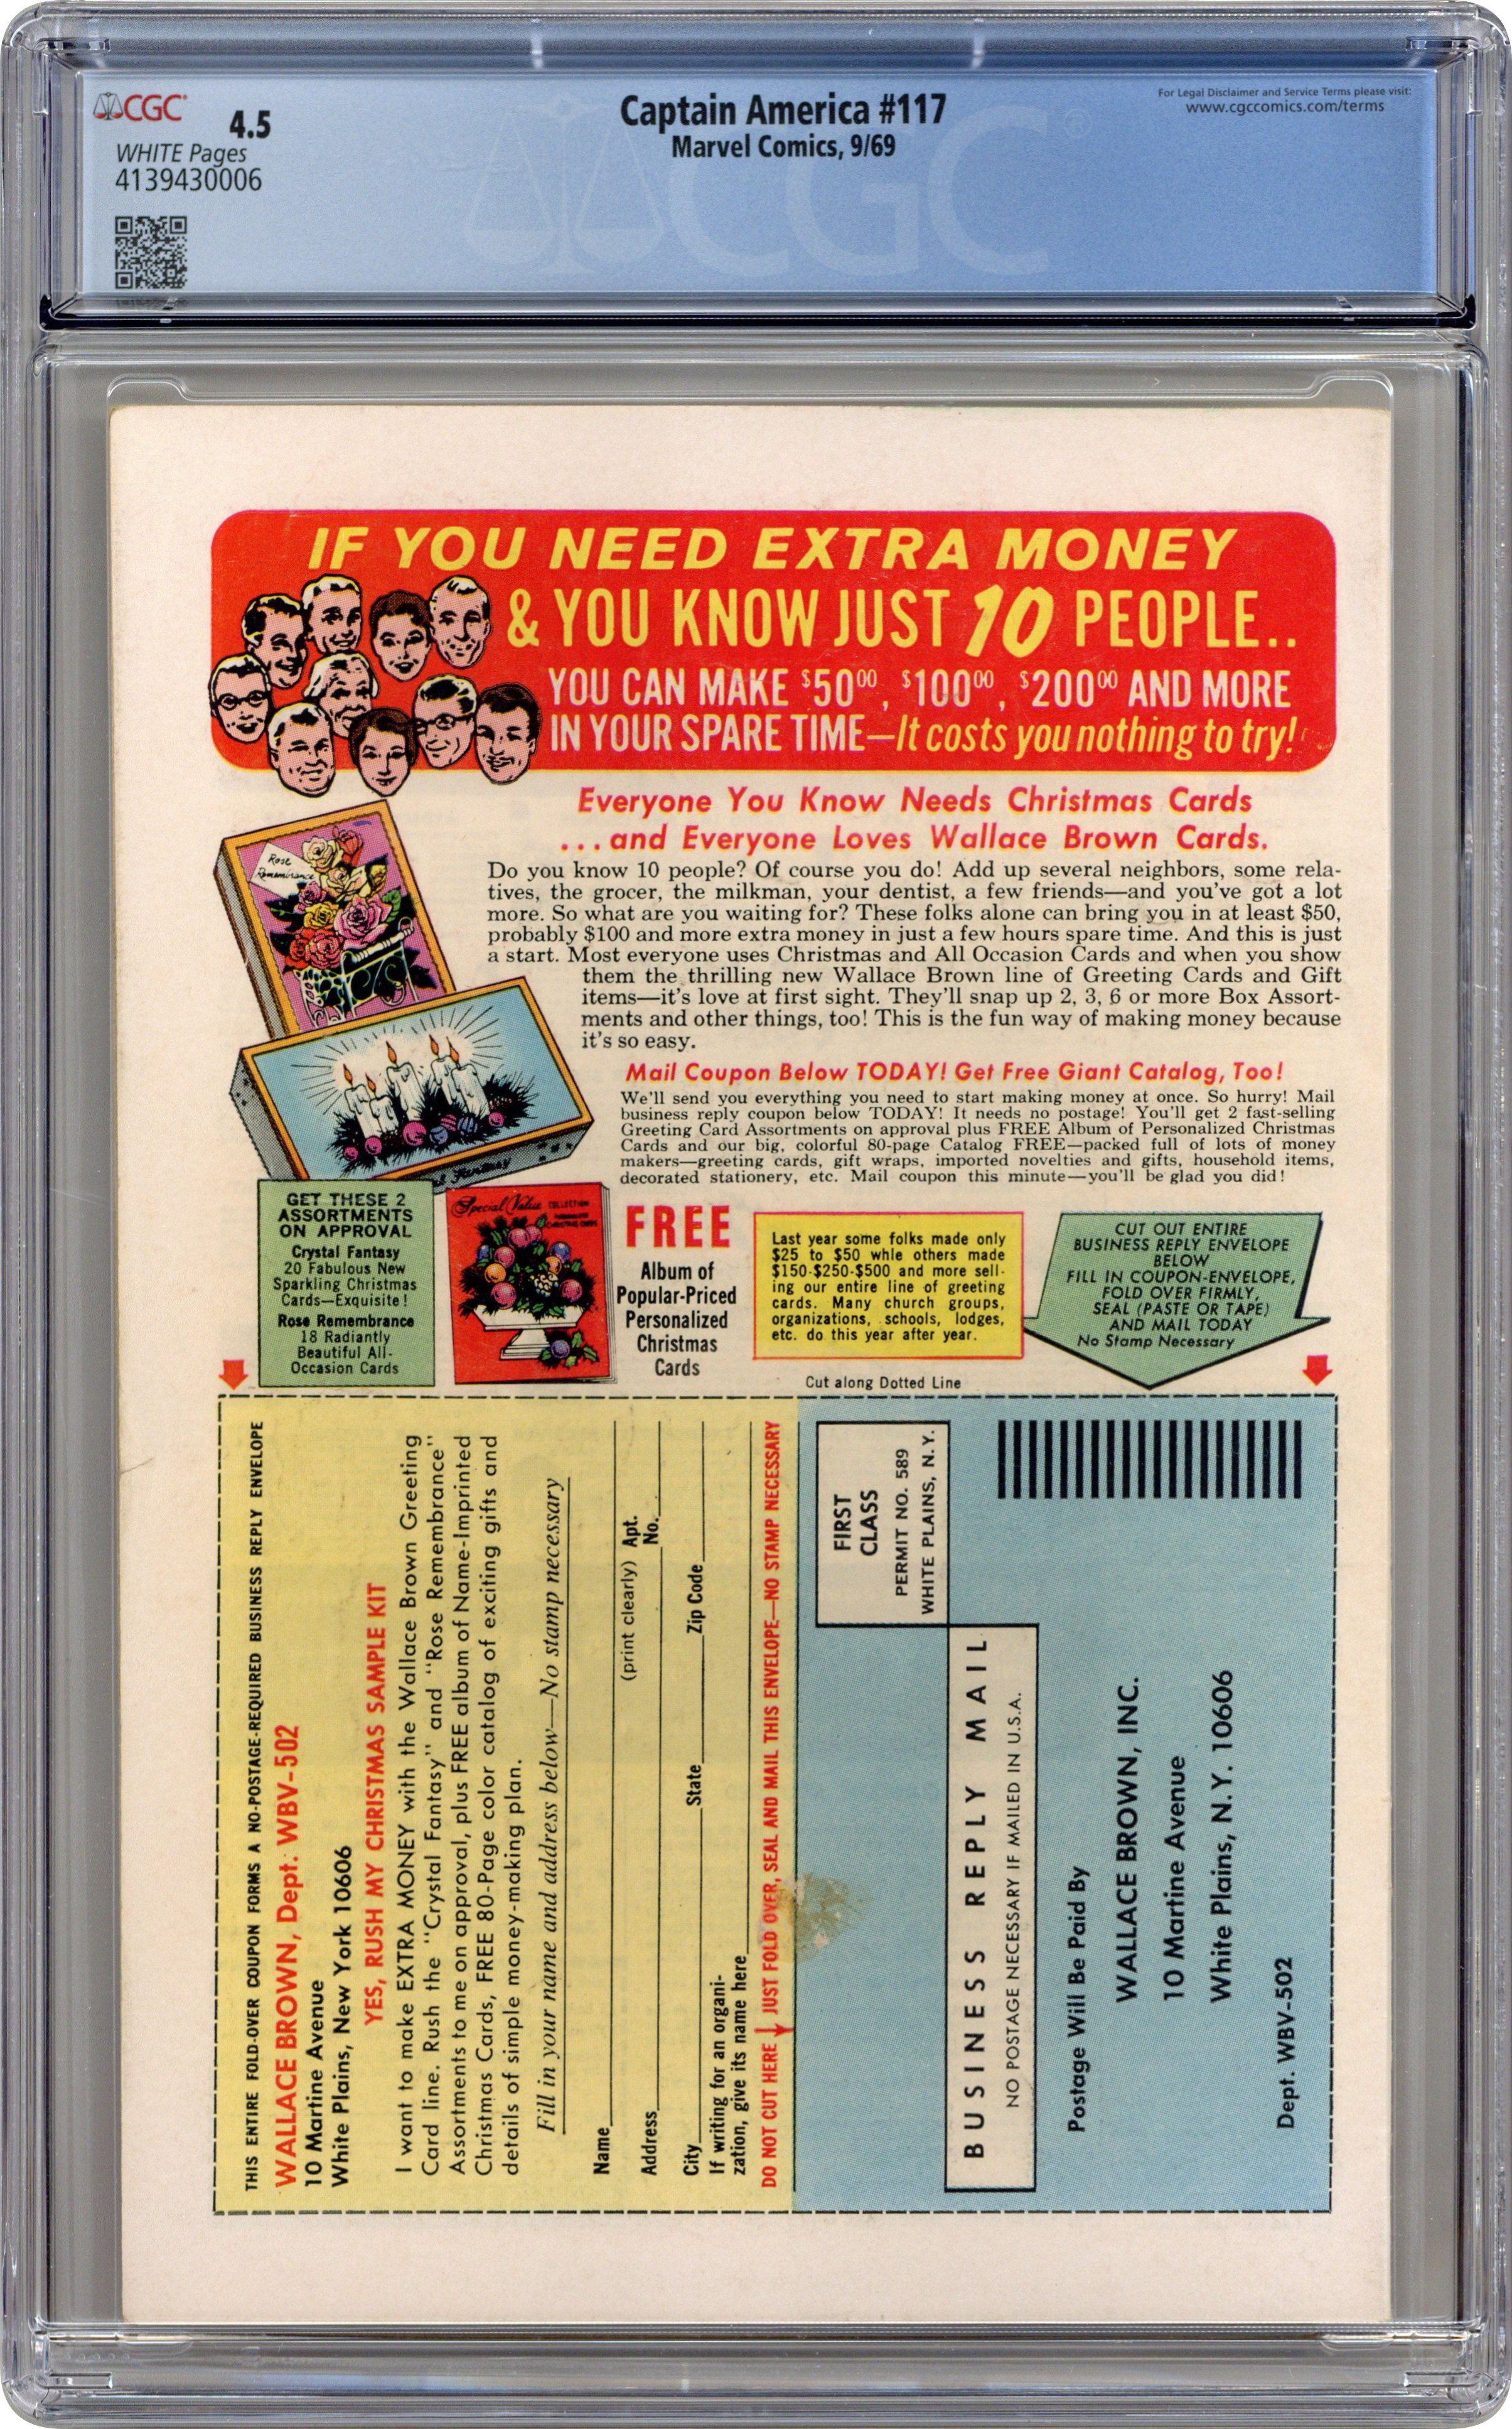 CGC
4.5
WHITE Pages
4139430006
Captain America #117
Marvel Comics, 9/69
For Legal Disclaimer and Service Terms please visit:
www.cgccomics.com/terms
CGC
IF YOU NEED EXTRA MONEY
& YOU KNOW JUST 10 PEOPLE..
YOU CAN MAKE $50⁰⁰, $100⁰⁰, $200⁰⁰ AND MORE
IN YOUR SPARE TIME—It costs you nothing to try!
Everyone You Know Needs Christmas Cards
...and Everyone Loves Wallace Brown Cards.
Rose
Remembrance
Do you know 10 people? Of course you do! Add up several neighbors, some rela-
tives, the grocer, the milkman, your dentist, a few friends—and you've got a lot
more. So what are you waiting for? These folks alone can bring you in at least $50,
probably $100 and more extra money in just a few hours spare time. And this is just
a start. Most everyone uses Christmas and All Occasion Cards and when you show
them the thrilling new Wallace Brown line of Greeting Cards and Gift
items—it's love at first sight. They'll snap up 2, 3, 6 or more Box Assort-
ments and other things, too! This is the fun way of making money because
it's so easy.
Mail Coupon Below TODAY! Get Free Giant Catalog, Too!
We'll send you everything you need to start making money at once. So hurry! Mail
business reply coupon below TODAY! It needs no postage! You'll get 2 fast-selling
Greeting Card Assortments on approval plus FREE Album of Personalized Christmas
Cards and our big, colorful 80-page Catalog FREE—packed full of lots of money
makers—greeting cards, gift wraps, imported novelties and gifts, household items,
decorated stationery, etc. Mail coupon this minute—you'll be glad you did!
Fantasy
GET THESE 2
ASSORTMENTS
ON APPROVAL
Crystal Fantasy
20 Fabulous New
Sparkling Christmas
Cards—Exquisite!
Rose Remembrance
18 Radiantly
Beautiful All-
Occasion Cards
Special Value COLLECTION
FREE
Album of
Popular-Priced
Personalized
Christmas
Cards
Last year some folks made only
$25 to $50 whle others made
$150-$250-$500 and more sell-
ing our entire line of greeting
cards. Many church groups,
organizations, schools, lodges,
etc. do this year after year.
CUT OUT ENTIRE
BUSINESS REPLY ENVELOPE
BELOW
FILL IN COUPON-ENVELOPE,
FOLD OVER FIRMLY,
SEAL (PASTE OR TAPE)
AND MAIL TODAY
No Stamp Necessary
Cut along Dotted Line
THIS ENTIRE FOLD-OVER COUPON FORMS A NO-POSTAGE-REQUIRED BUSINESS REPLY ENVELOPE
WALLACE BROWN, Dept. WBV-502
10 Martine Avenue
White Plains, New York 10606
YES, RUSH MY CHRISTMAS SAMPLE KIT
I want to make EXTRA MONEY with the Wallace Brown Greeting
Card line. Rush the "Crystal Fantasy" and "Rose Remembrance"
Assortments to me on approval, plus FREE album of Name-Imprinted
Christmas Cards, FREE 80-Page color catalog of exciting gifts and
details of simple money-making plan.
Fill in your name and address below—No stamp necessary
Name
(print clearly)
Address Apt. No.
City State Zip Code
If writing for an organi-
zation, give its name here
DO NOT CUT HERE JUST FOLD OVER, SEAL AND MAIL THIS ENVELOPE—NO STAMP NECESSARY
FIRST
CLASS
PERMIT NO. 589
WHITE PLAINS, N.Y.
BUSINESS REPLY MAIL
NO POSTAGE NECESSARY IF MAILED IN U.S.A.
Postage Will Be Paid By
WALLACE BROWN, INC.
10 Martine Avenue
White Plains, N.Y. 10606
Dept. WBV-502